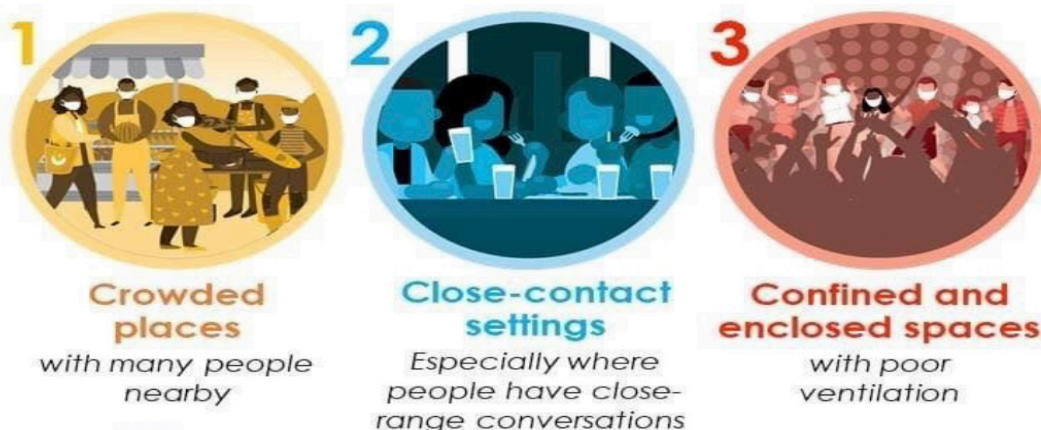 1
Crowded
places
with many people
nearby
2
Close-contact
settings
Especially where
people have close-
range conversations
3
Confined and
enclosed spaces
with poor
ventilation